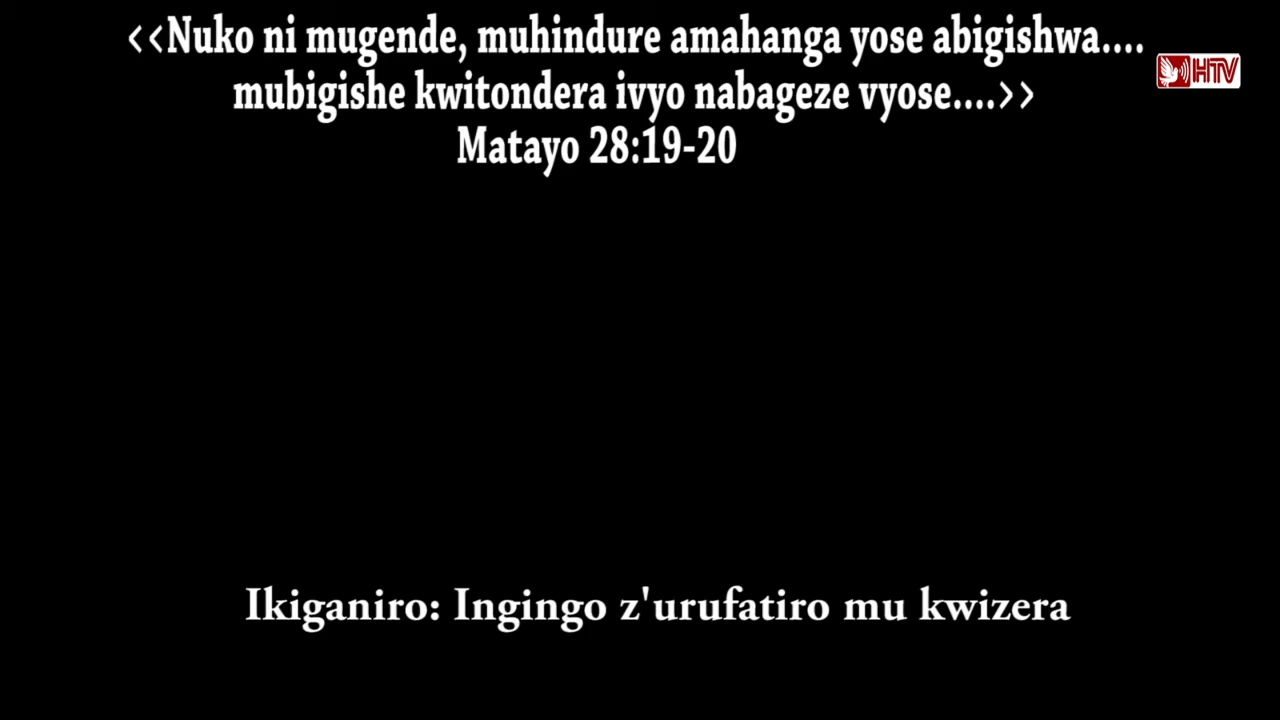 <<Nuko ni mugende, muhindure amahanga yose abigishwa....
HTV
mubigishe kwitondera ivyo nabageze vyose....>>
Matayo 28:19-20
Ikiganiro: Ingingo z'urufatiro mu kwizera